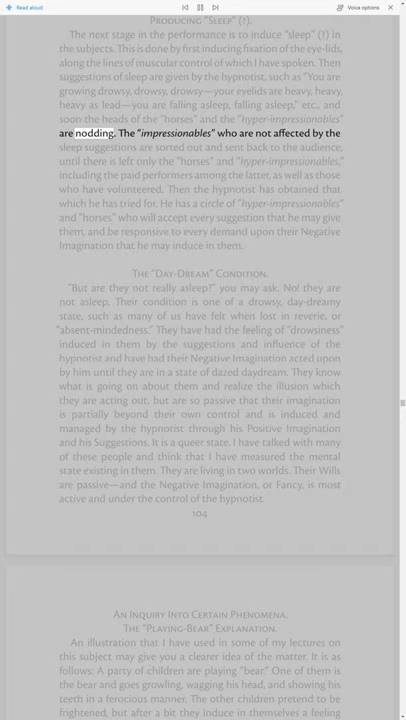 Read aloud
Voice options
Producing "Sleep" (?).
The next stage in the performance is to induce "sleep" (?) in
the subjects. This is done by first inducing fixation of the eye-lids,
along the lines of muscular control of which I have spoken. Then
suggestions of sleep are given by the hypnotist, such as "You are
growing drowsy, drowsy, drowsy—your eyelids are heavy, heavy,
heavy as lead—you are falling asleep, falling asleep," etc., and
soon the heads of the "horses" and the "hyper-impressionables"
are nodding. The "impressionables" who are not affected by the
sleep suggestions are sorted out and sent back to the audience,
until there is left only the "horses" and "hyper-impressionables,"
including the paid performers among the latter, as well as those
who have volunteered. Then the hypnotist has obtained that
which he has tried for. He has a circle of "hyper-impressionables"
and "horses" who will accept every suggestion that he may give
them, and be responsive to every demand upon their Negative
Imagination that he may induce in them.
The "Day-Dream" Condition.
"But are they not really asleep?" you may ask. No! they are
not asleep. Their condition is one of a drowsy, day-dreamy
state, such as many of us have felt when lost in reverie, or
"absent-mindedness." They have had the feeling of "drowsiness"
induced in them by the suggestions and influence of the
hypnotist and have had their Negative Imagination acted upon
by him until they are in a state of dazed daydream. They know
what is going on about them and realize the illusion which
they are acting out, but are so passive that their imagination
is partially beyond their own control and is induced and
managed by the hypnotist through his Positive Imagination
and his Suggestions. It is a queer state. I have talked with many
of these people and think that I have measured the mental
state existing in them. They are living in two worlds. Their Wills
are passive—and the Negative Imagination, or Fancy, is most
active and under the control of the hypnotist.
104
An Inquiry Into Certain Phenomena.
The "Playing-Bear" Explanation.
An illustration that I have used in some of my lectures on
this subject may give you a clearer idea of the matter. It is as
follows: A party of children are playing "bear." One of them is
the bear and goes growling, wagging his head, and showing his
teeth in a ferocious manner. The other children pretend to be
frightened, but after a bit they induce in themselves a feeling